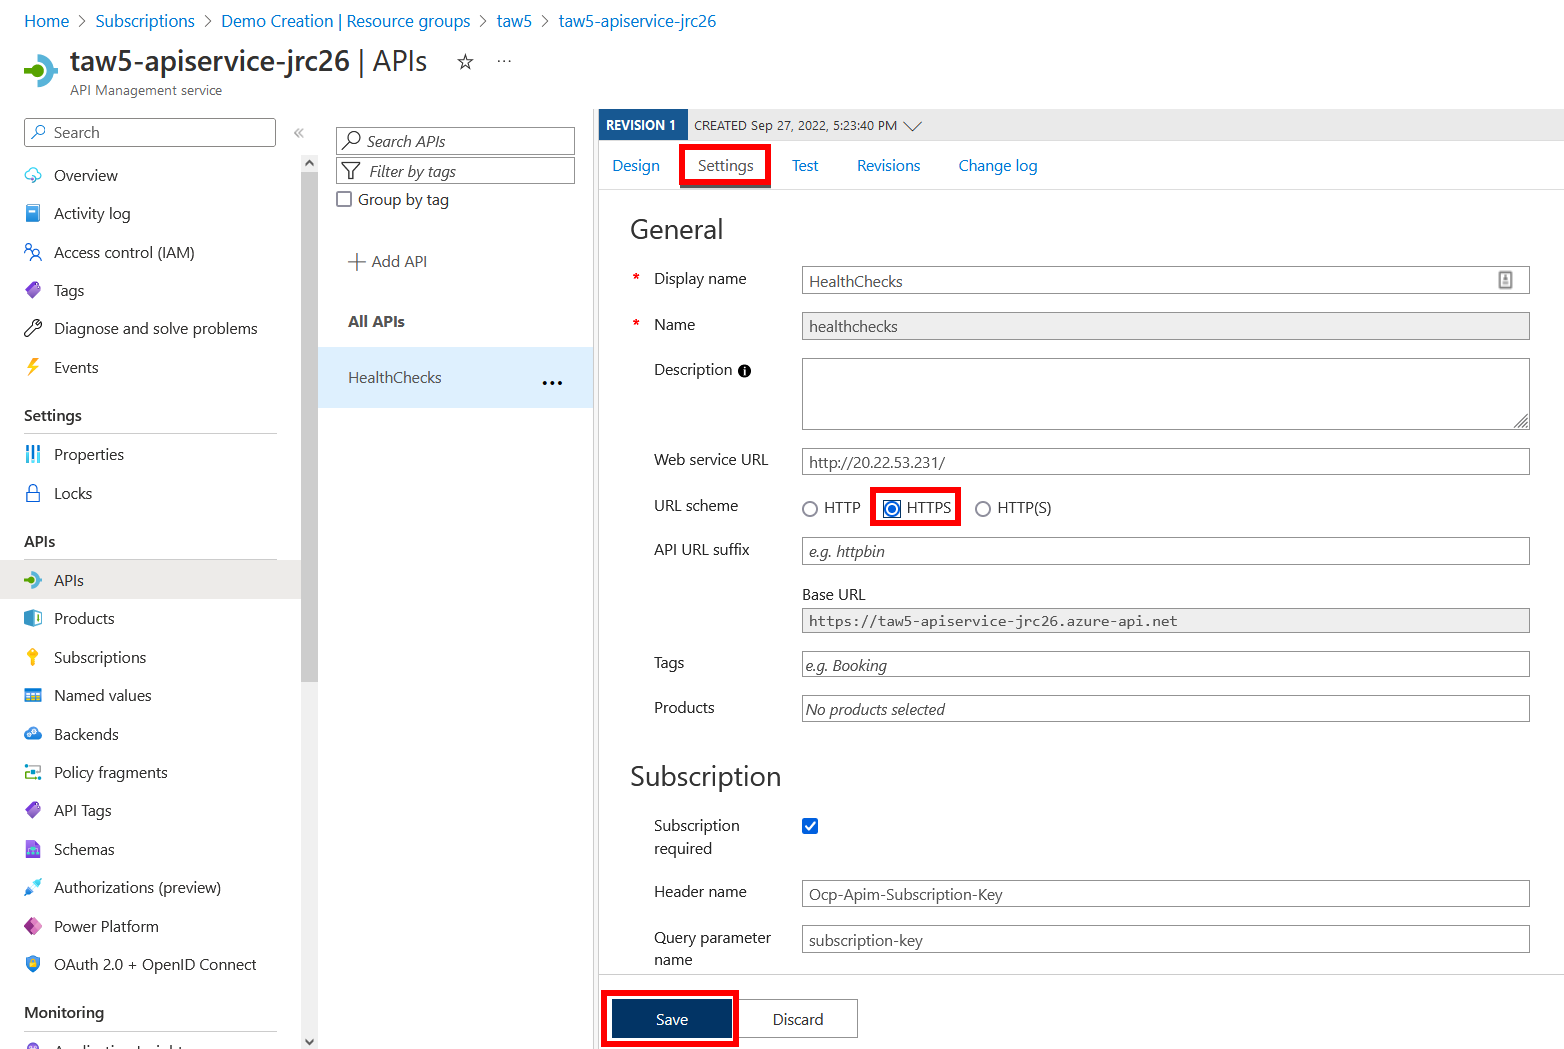 Home > Subscriptions > Demo Creation | Resource groups > taw5 > taw5-apiservice-jrc26
taw5-apiservice-jrc26 | APIs ☆ ...
API Management service
Search «
Overview
Activity log
Access control (IAM)
Tags
Diagnose and solve problems
Events
Settings
Properties
Locks
APIs
APIs
Products
Subscriptions
Named values
Backends
Policy fragments
API Tags
Schemas
Authorizations (preview)
Power Platform
OAuth 2.0 + OpenID Connect
Monitoring
Search APIs
Filter by tags
Group by tag
+ Add API
All APIs
HealthChecks ...
REVISION 1 CREATED Sep 27, 2022, 5:23:40 PM
Design Settings Test Revisions Change log
General
* Display name HealthChecks
* Name healthchecks
Description
Web service URL http://20.22.53.231/
URL scheme HTTP HTTPS HTTP(S)
API URL suffix e.g. httpbin
Base URL
https://taw5-apiservice-jrc26.azure-api.net
Tags e.g. Booking
Products No products selected
Subscription
Subscription
required
Header name Ocp-Apim-Subscription-Key
Query parameter subscription-key
name
Save Discard